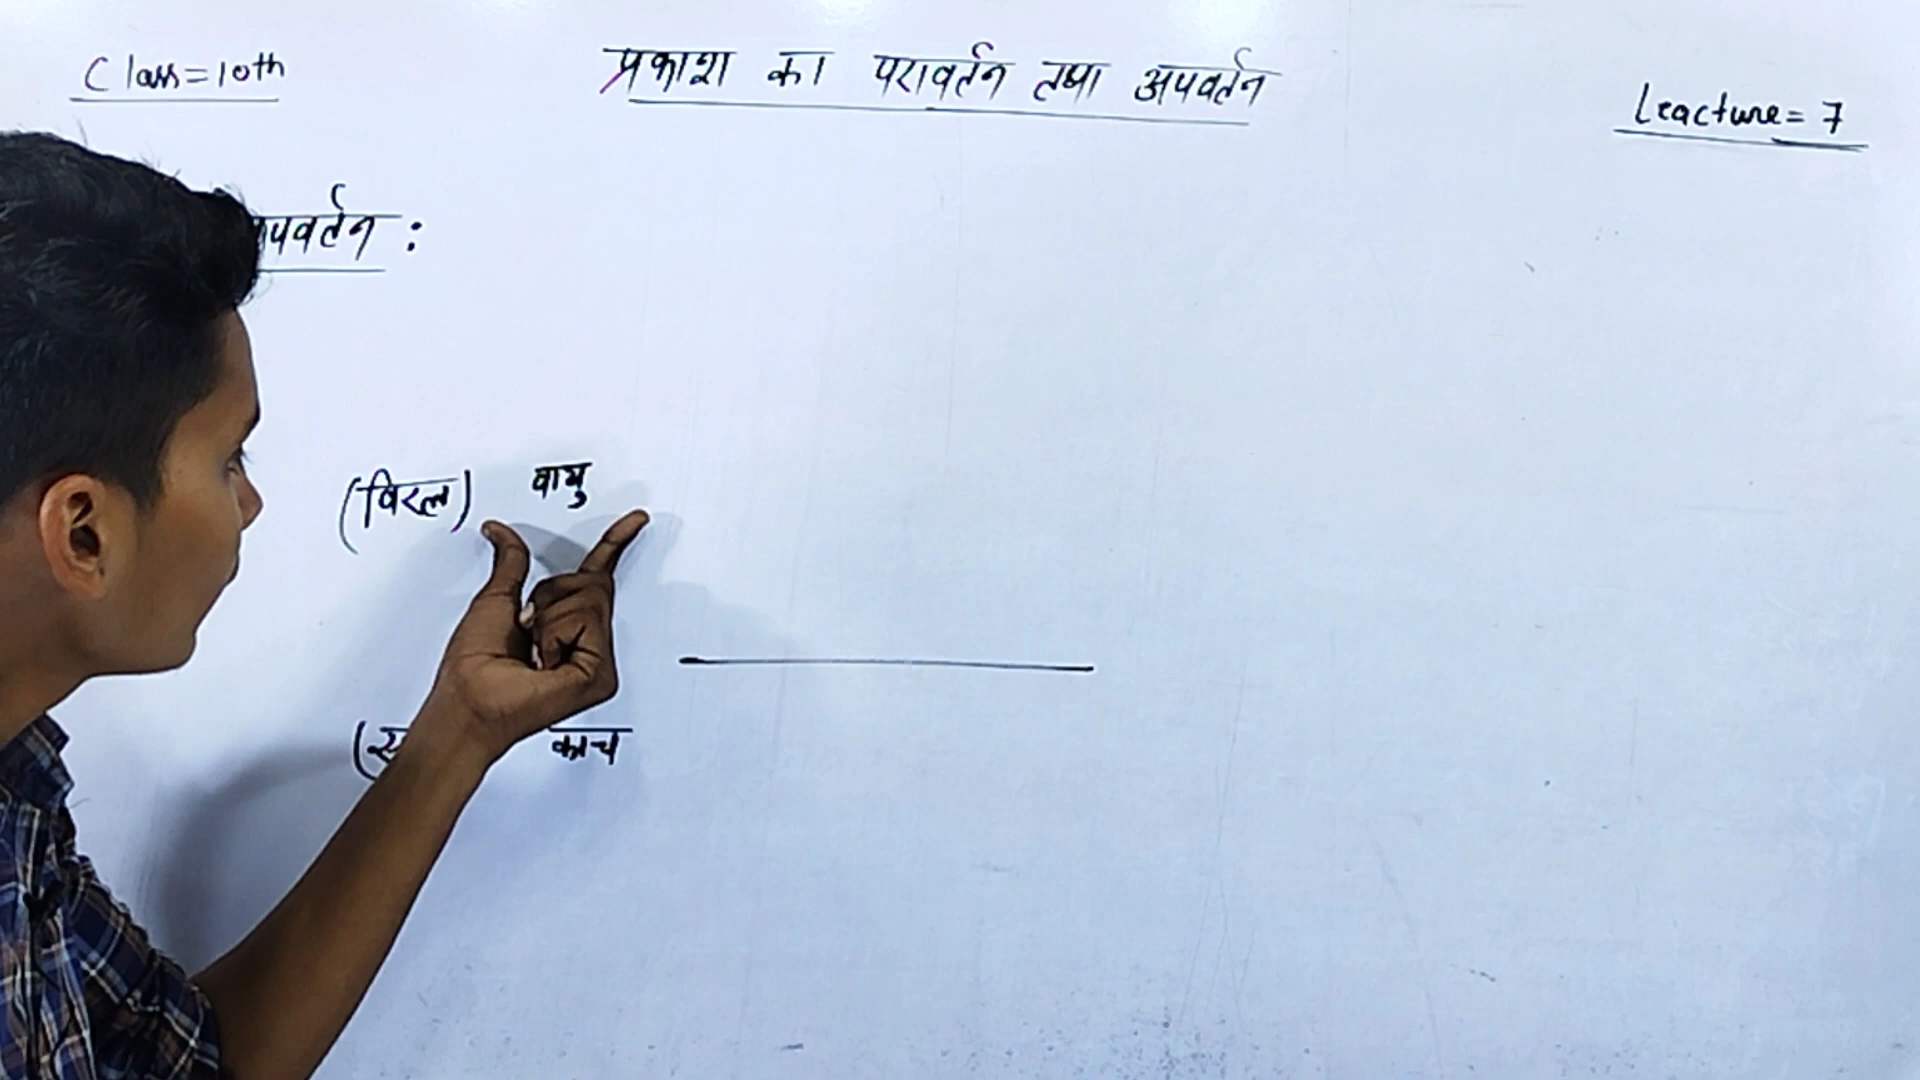 Class=10th
प्रकाश का परावर्तन तथा अपवर्तन
Leacture= 7
पवर्तन :
(विरल) वायु
काच